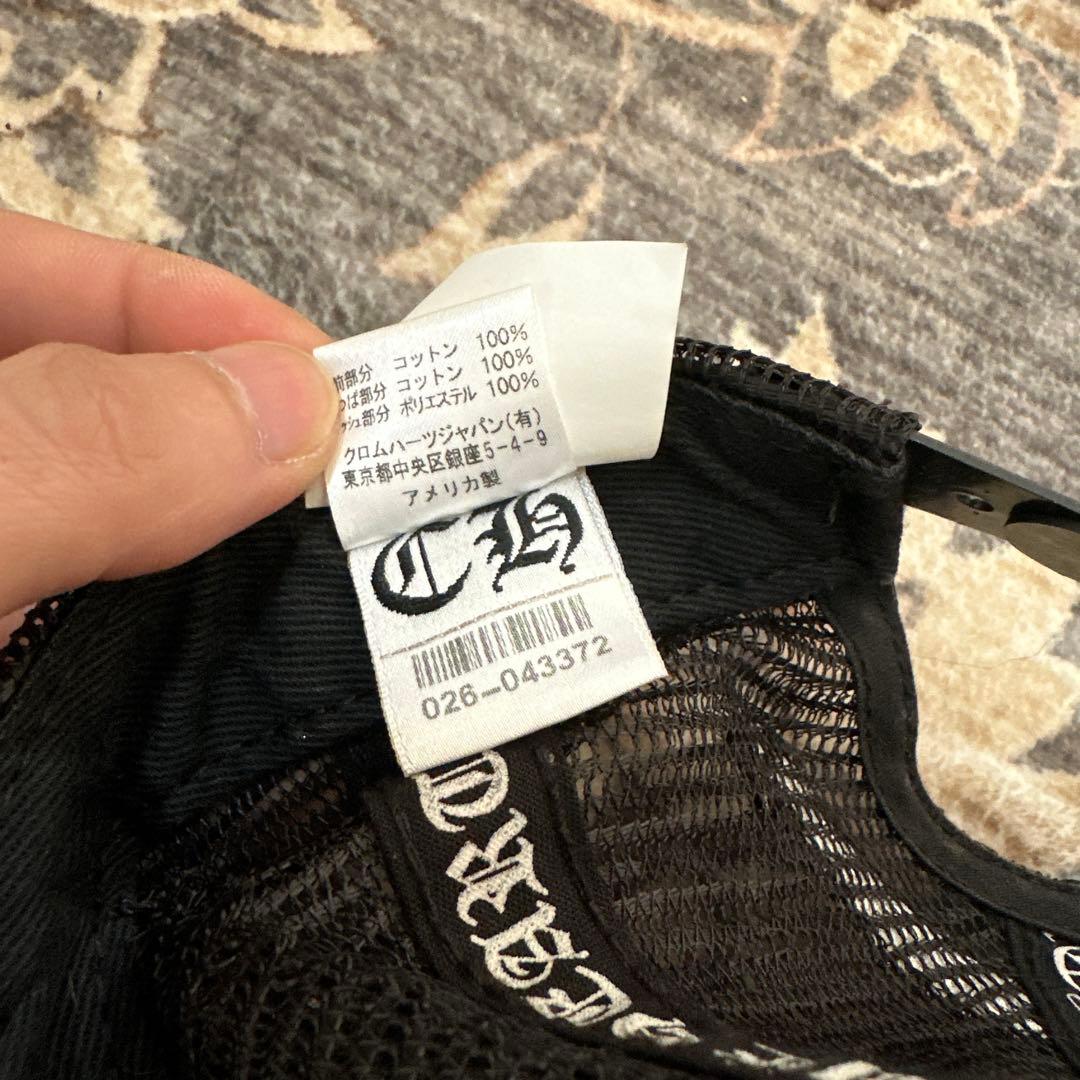 前部分 コットン 100%
つば部分 コットン 100%
ッシュ部分 ポリエステル 100%
クロムハーツジャパン(有)
東京都中央区銀座5-4-9
アメリカ製
CH
026-043372